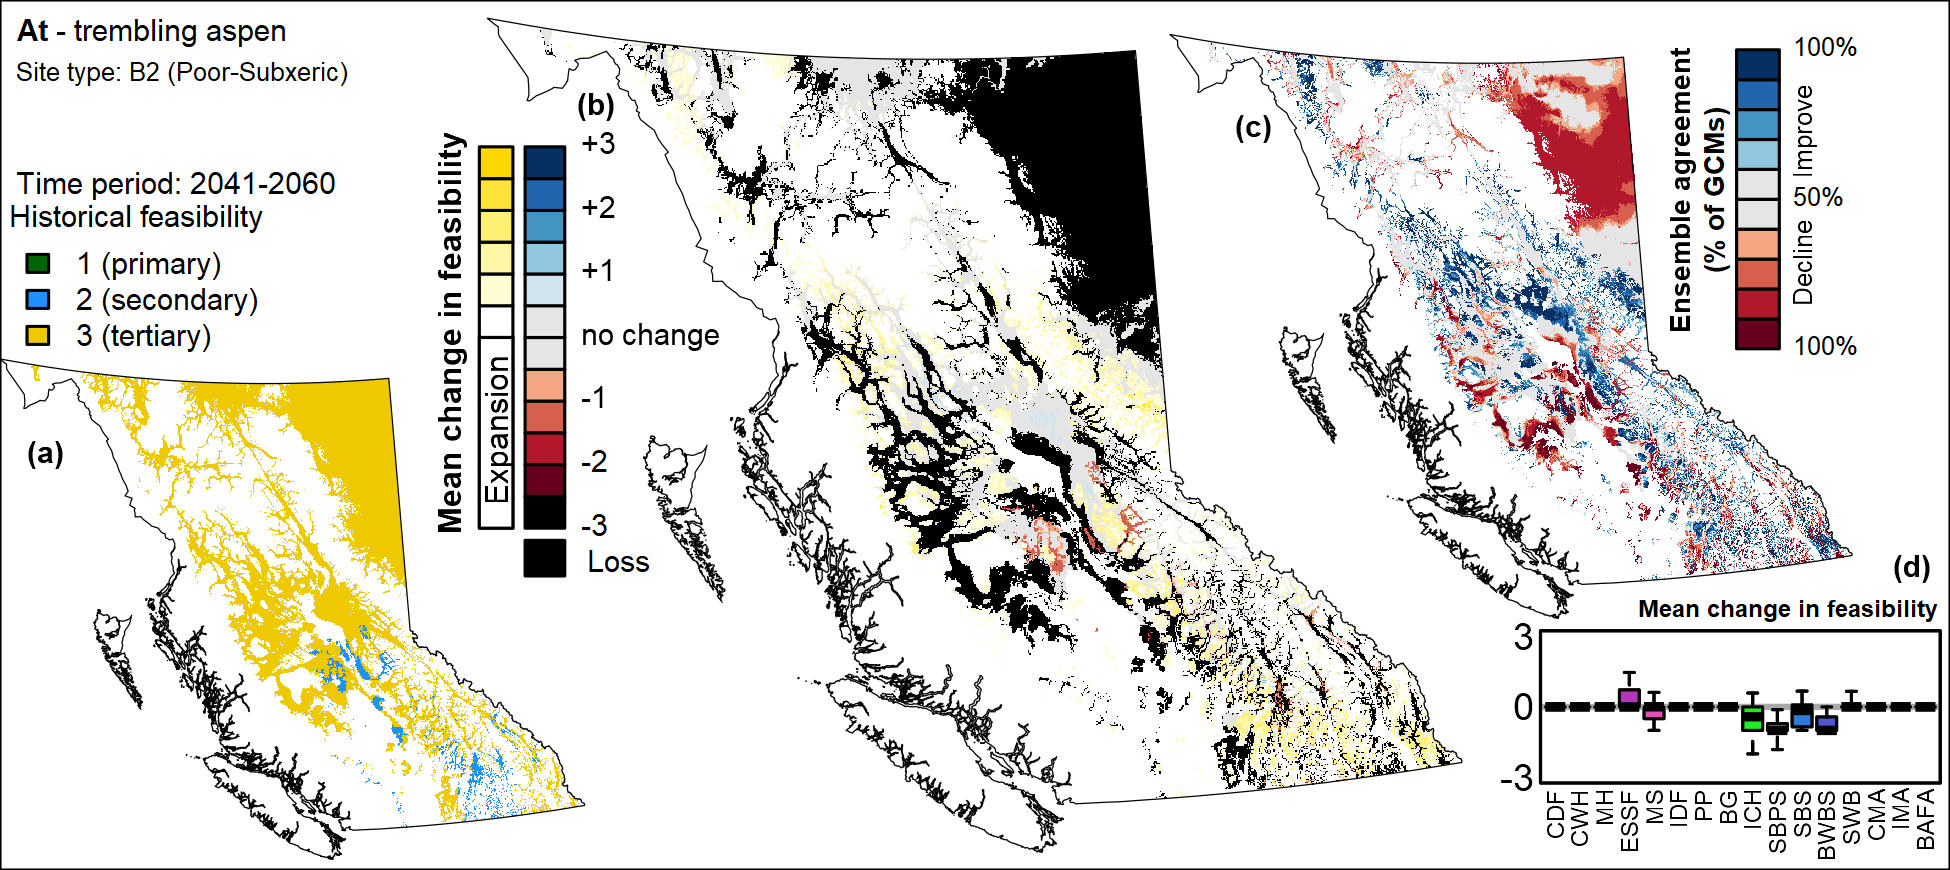 At - trembling aspen
Site type: B2 (Poor-Subxeric)
Time period: 2041-2060
Historical feasibility
1 (primary)
2 (secondary)
3 (tertiary)
(a)
(b)
Mean change in feasibility
Expansion
+3
+2
+1
no change
-1
-2
-3
Loss
(c)
Ensemble agreement
(% of GCMs)
100%
Improve
50%
Decline
100%
(d)
Mean change in feasibility
3
0
-3
CDF
CWH
MH
ESSF
MS
IDF
PP
BG
ICH
SBPS
SBS
BWBS
SWB
CMA
IMA
BAFA